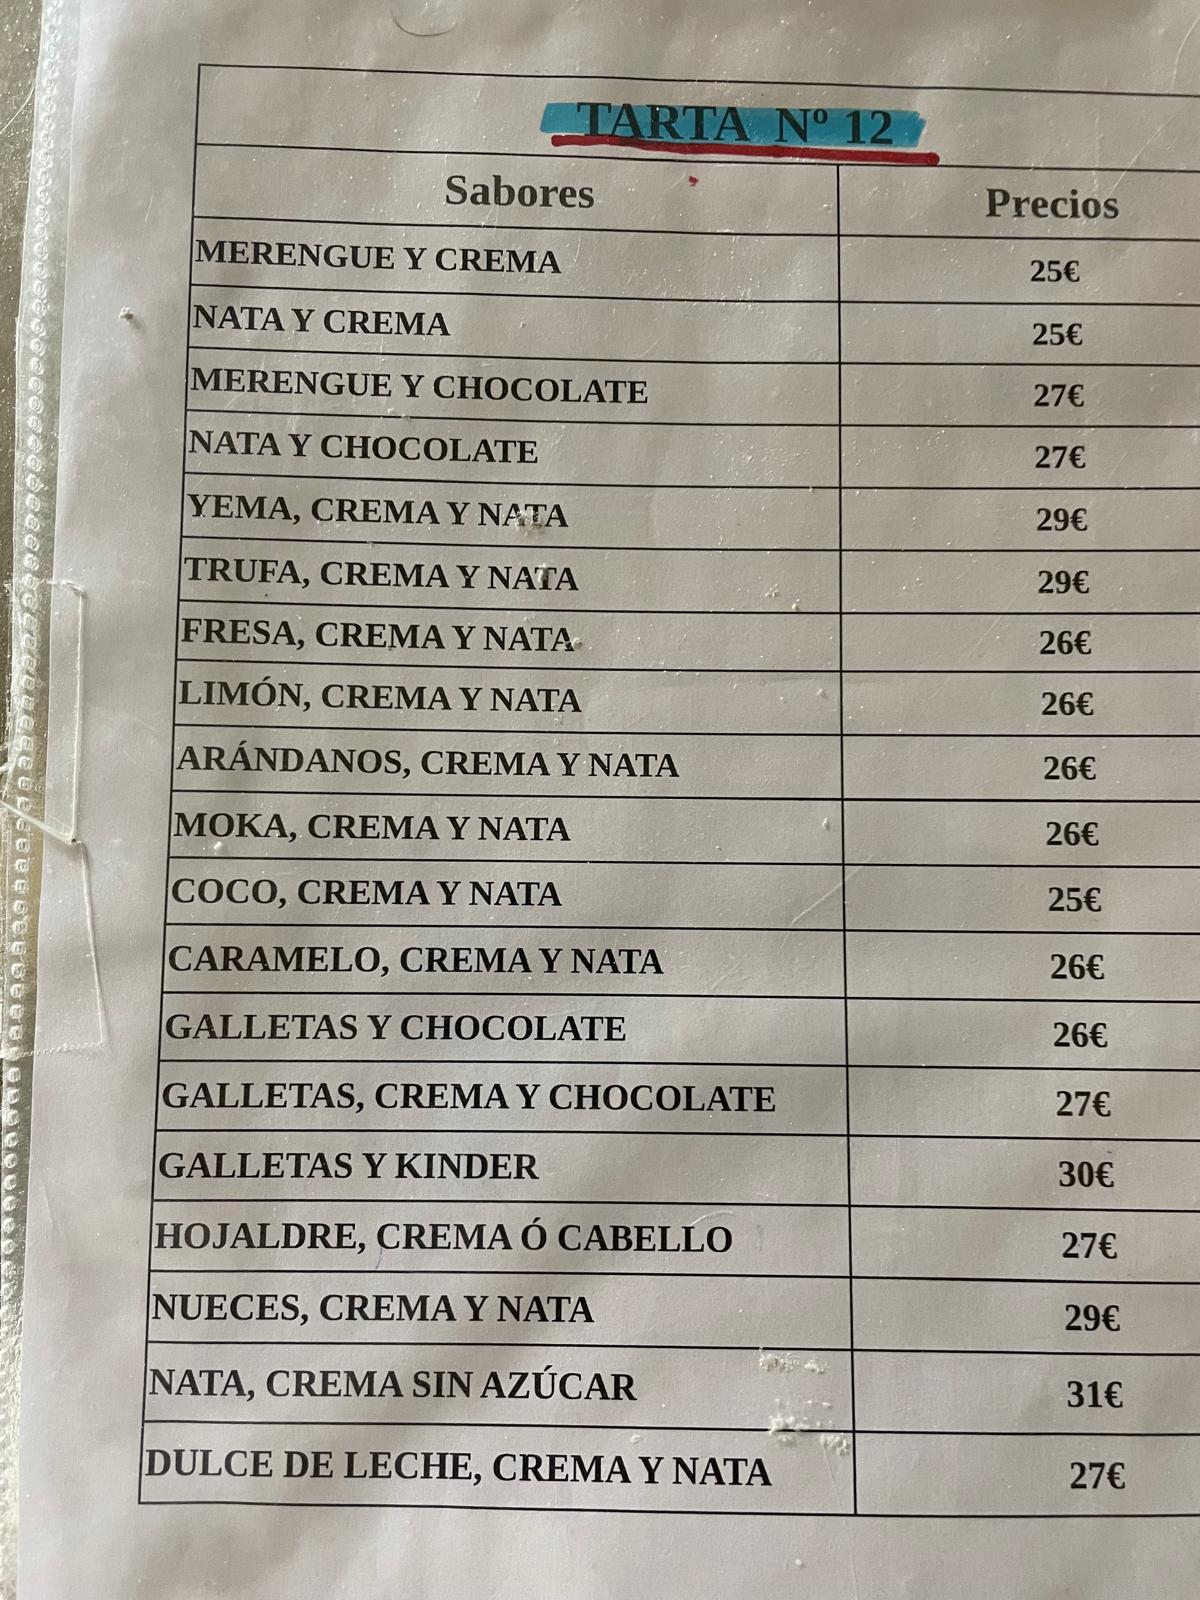 TARTA Nº 12
Sabores Precios
MERENGUE Y CREMA 25€
NATA Y CREMA 25€
MERENGUE Y CHOCOLATE 27€
NATA Y CHOCOLATE 27€
YEMA, CREMA Y NATA 29€
TRUFA, CREMA Y NATA 29€
FRESA, CREMA Y NATA 26€
LIMÓN, CREMA Y NATA 26€
ARÁNDANOS, CREMA Y NATA 26€
MOKA, CREMA Y NATA 26€
COCO, CREMA Y NATA 25€
CARAMELO, CREMA Y NATA 26€
GALLETAS Y CHOCOLATE 26€
GALLETAS, CREMA Y CHOCOLATE 27€
GALLETAS Y KINDER 30€
HOJALDRE, CREMA Ó CABELLO 27€
NUECES, CREMA Y NATA 29€
NATA, CREMA SIN AZÚCAR 31€
DULCE DE LECHE, CREMA Y NATA 27€